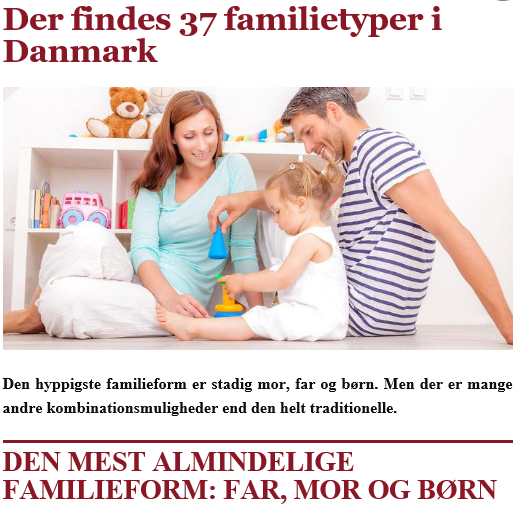 Der findes 37 familietyper i
Danmark
Den hyppigste familieform er stadig mor, far og børn. Men der er mange
andre kombinationsmuligheder end den helt traditionelle.
DEN MEST ALMINDELIGE
FAMILIEFORM: FAR, MOR OG BØRN